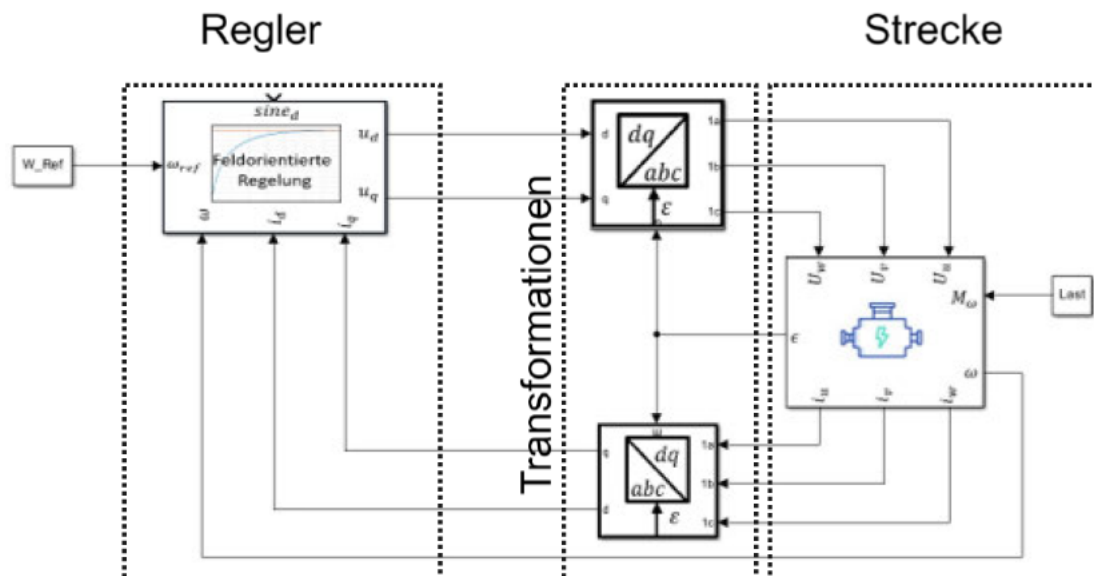 Regler
Strecke
sine_d
W_Ref
ω_ref
Feldorientierte
Regelung
u_d
u_q
ω
i_d
i_q
Transformationen
d
q
dq
abc
ε
1a
1b
1c
U_w
U_v
U_u
M_ω
Last
ϵ
ω
i_u
i_v
i_w
q
d
dq
abc
ε
1a
1b
1c